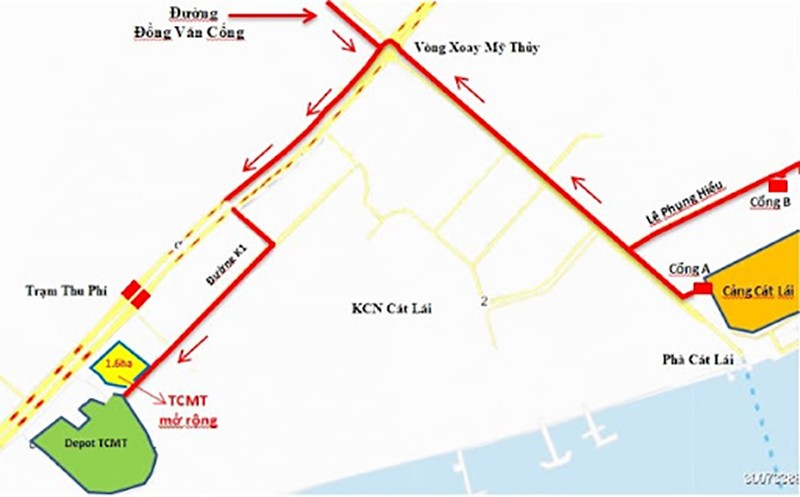 Đường
Đồng Văn Cống
Vòng Xoay Mỹ Thủy
Lê Phụng Hiểu
Cổng B
Cổng A
Cảng Cát Lái
Đường K1
Trạm Thu Phí
KCN Cát Lái
2
Phà Cát Lái
1.6ha
TCMT
mở rộng
Depot TCMT